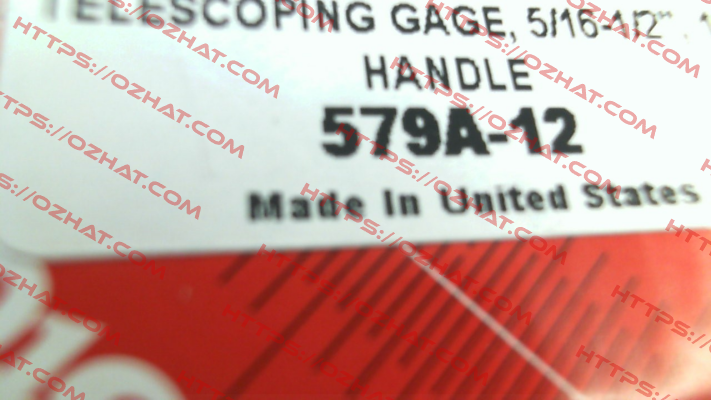 TELESCOPING GAGE, 5/16-1/2"
HANDLE
579A-12
Made In United States
HTTPS://OZHAT.COM